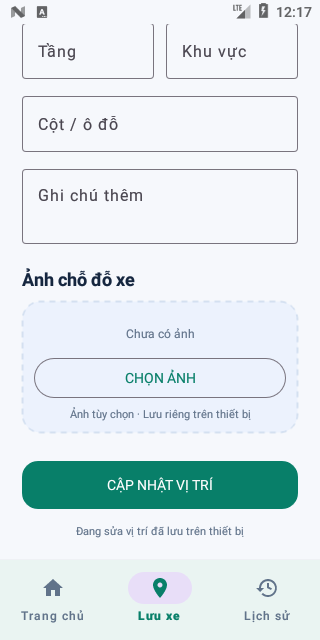 LTE 12:17
Tầng Khu vực
Cột / ô đỗ
Ghi chú thêm
Ảnh chỗ đỗ xe
Chưa có ảnh
CHỌN ẢNH
Ảnh tùy chọn · Lưu riêng trên thiết bị
CẬP NHẬT VỊ TRÍ
Đang sửa vị trí đã lưu trên thiết bị
Trang chủ Lưu xe Lịch sử